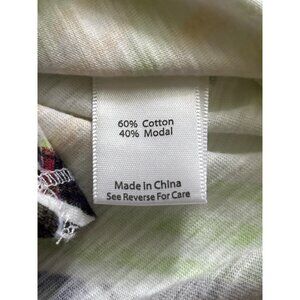 60% Cotton
40% Modal
Made in China
See Reverse For Care